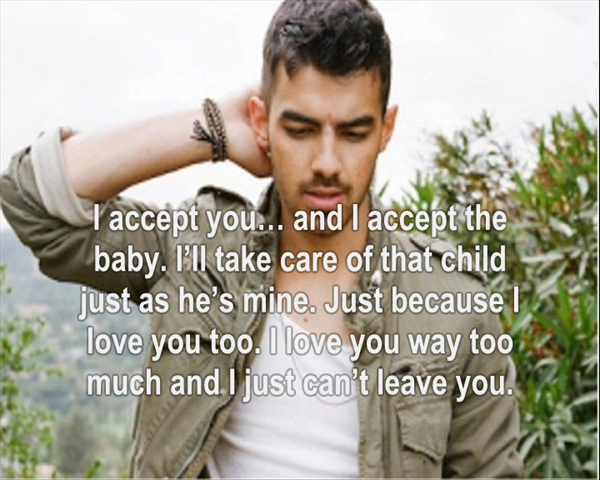 I accept you... and I accept the
baby. I'll take care of that child
just as he's mine. Just because I
love you too. I love you way too
much and I just can't leave you.